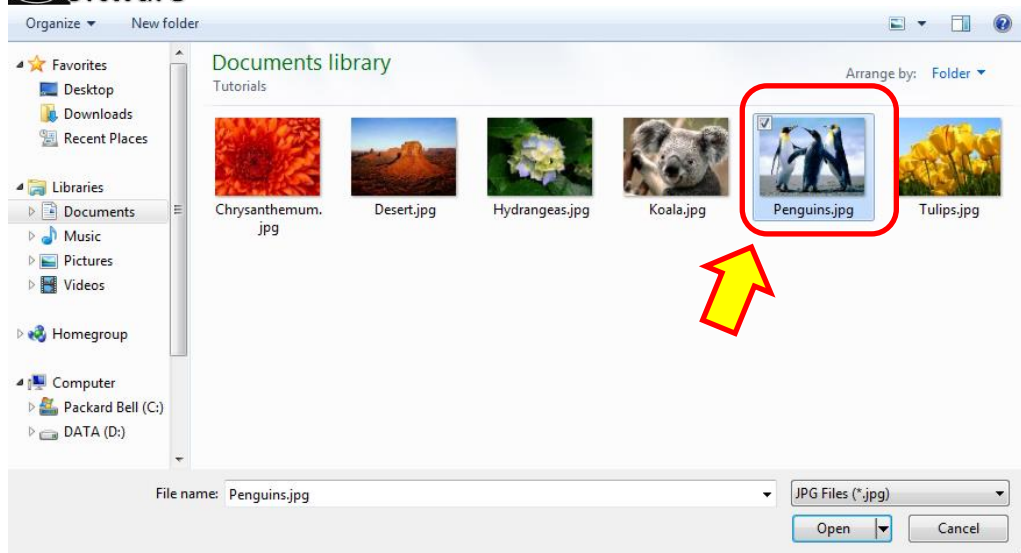 Organize New folder
Favorites
Desktop
Downloads
Recent Places
Libraries
Documents
Music
Pictures
Videos
Homegroup
Computer
Packard Bell (C:)
DATA (D:)
Documents library
Tutorials
Arrange by: Folder
Chrysanthemum.
jpg
Desert.jpg
Hydrangeas.jpg
Koala.jpg
Penguins.jpg
Tulips.jpg
File name: Penguins.jpg
JPG Files (*.jpg)
Open
Cancel